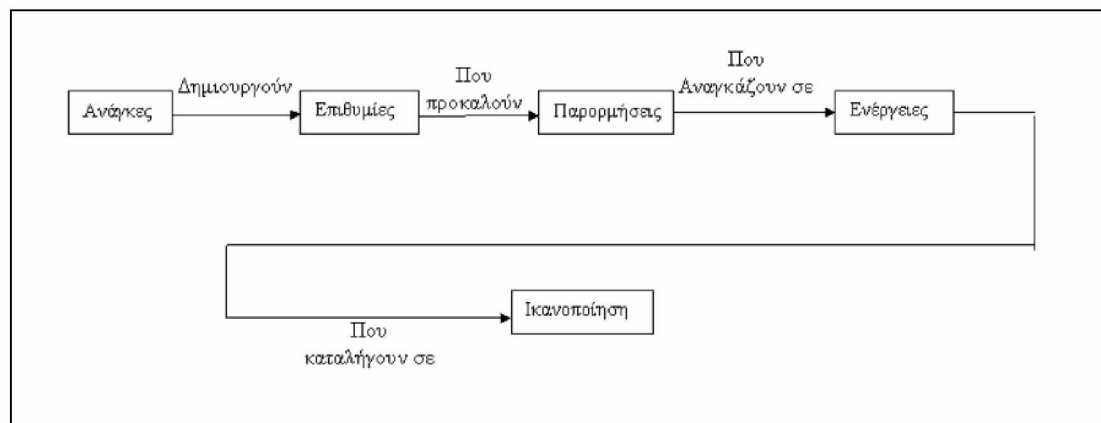 Ανάγκες
Δημιουργούν
Επιθυμίες
Που
προκαλούν
Παρορμήσεις
Που
Αναγκάζουν σε
Ενέργειες
Που
καταλήγουν σε
Ικανοποίηση